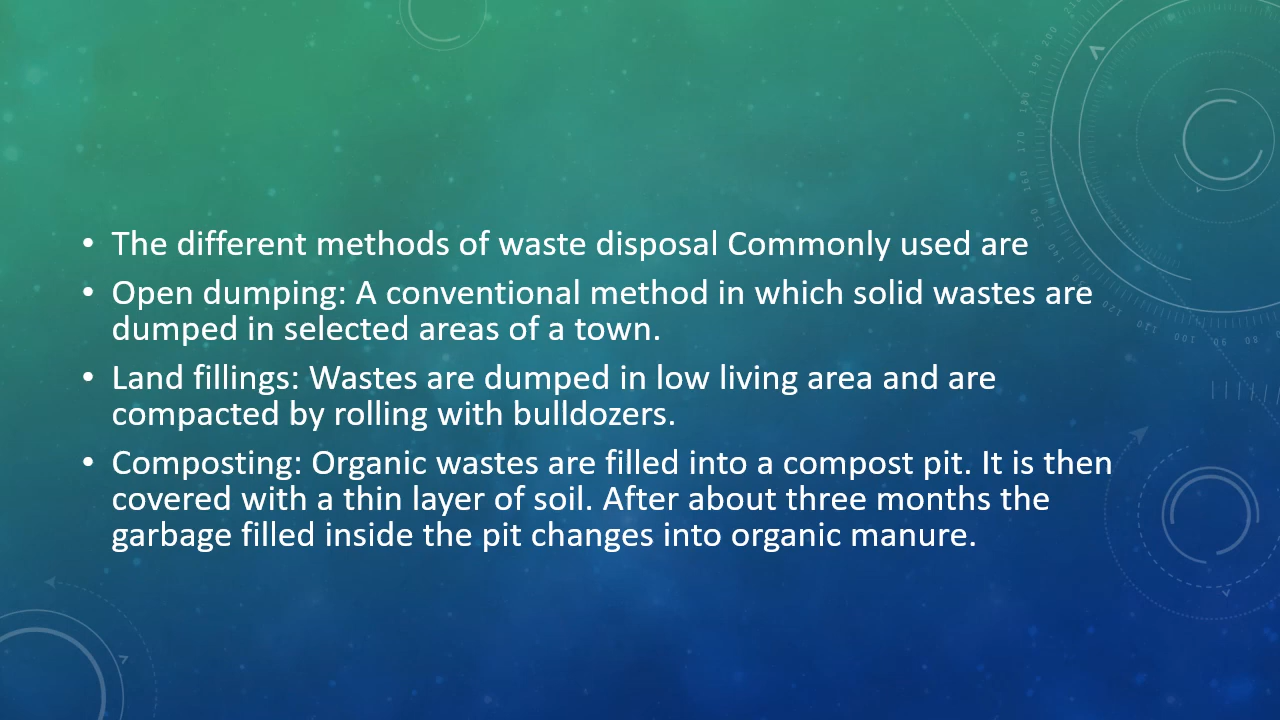 • The different methods of waste disposal Commonly used are
• Open dumping: A conventional method in which solid wastes are
dumped in selected areas of a town.
• Land fillings: Wastes are dumped in low living area and are
compacted by rolling with bulldozers.
• Composting: Organic wastes are filled into a compost pit. It is then
covered with a thin layer of soil. After about three months the
garbage filled inside the pit changes into organic manure.